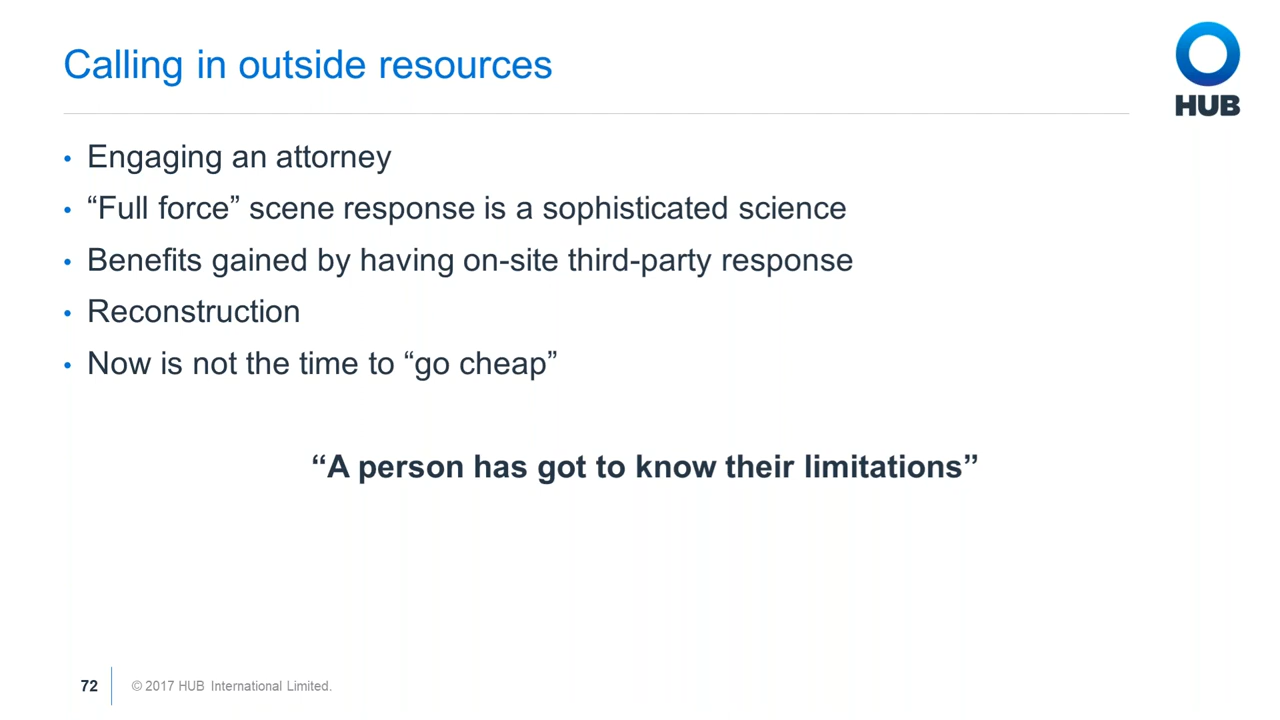 Calling in outside resources
HUB
• Engaging an attorney
• “Full force” scene response is a sophisticated science
• Benefits gained by having on-site third-party response
• Reconstruction
• Now is not the time to “go cheap”
“A person has got to know their limitations”
72
© 2017 HUB International Limited.